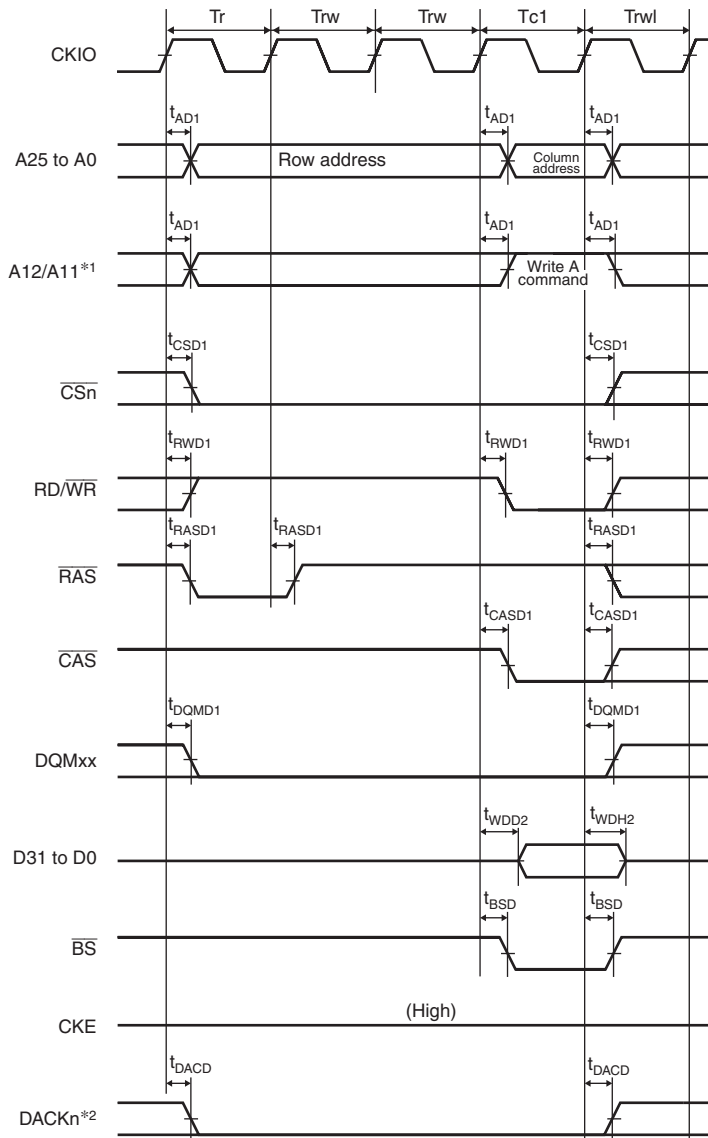 Tr Trw Trw Tc1 Trwl
CKIO
tAD1 tAD1 tAD1
A25 to A0 Row address Column address
tAD1 tAD1 tAD1
A12/A11*1 Write A command
tCSD1 tCSD1
CSn
tRWD1 tRWD1 tRWD1
RD/WR
tRASD1 tRASD1 tRASD1
RAS
tCASD1 tCASD1
CAS
tDQMD1 tDQMD1
DQMxx
tWDD2 tWDH2
D31 to D0
tBSD tBSD
BS
(High)
CKE
tDACD tDACD
DACKn*2